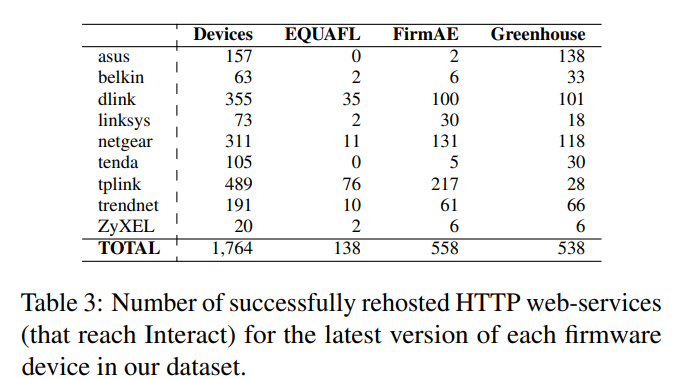 Devices EQUAFL FirmAE Greenhouse
asus 157 0 2 138
belkin 63 2 6 33
dlink 355 35 100 101
linksys 73 2 30 18
netgear 311 11 131 118
tenda 105 0 5 30
tplink 489 76 217 28
trendnet 191 10 61 66
ZyXEL 20 2 6 6
TOTAL 1,764 138 558 538
Table 3: Number of successfully rehosted HTTP web-services
(that reach Interact) for the latest version of each firmware
device in our dataset.